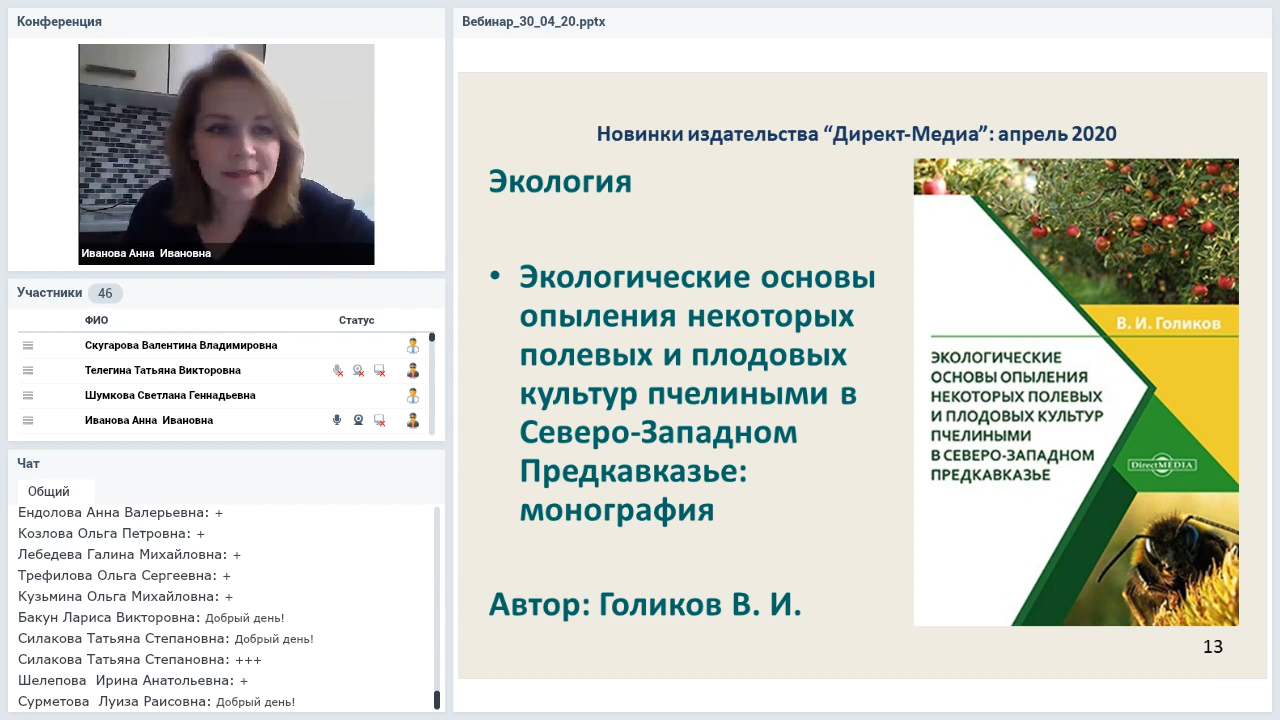 Конференция
Иванова Анна  Ивановна
Участники 46
ФИО Статус
Скугарова Валентина Владимировна
Телегина Татьяна Викторовна
Шумкова Светлана Геннадьевна
Иванова Анна  Ивановна
Чат
Общий
Ендолова Анна Валерьевна: +
Козлова Ольга Петровна: +
Лебедева Галина Михайловна: +
Трефилова Ольга Сергеевна: +
Кузьмина Ольга Михайловна: +
Бакун Лариса Викторовна: Добрый день!
Силакова Татьяна Степановна: Добрый день!
Силакова Татьяна Степановна: +++
Шелепова  Ирина Анатольевна: +
Сурметова  Луиза Раисовна: Добрый день!
Вебинар_30_04_20.pptx
Новинки издательства “Директ-Медиа”: апрель 2020
Экология
• Экологические основы
опыления некоторых
полевых и плодовых
культур пчелиными в
Северо-Западном
Предкавказье:
монография
Автор: Голиков В. И.
В. И. Голиков
ЭКОЛОГИЧЕСКИЕ
ОСНОВЫ ОПЫЛЕНИЯ
НЕКОТОРЫХ ПОЛЕВЫХ
И ПЛОДОВЫХ КУЛЬТУР
ПЧЕЛИНЫМИ
В СЕВЕРО-ЗАПАДНОМ
ПРЕДКАВКАЗЬЕ
DirectMEDIA
13